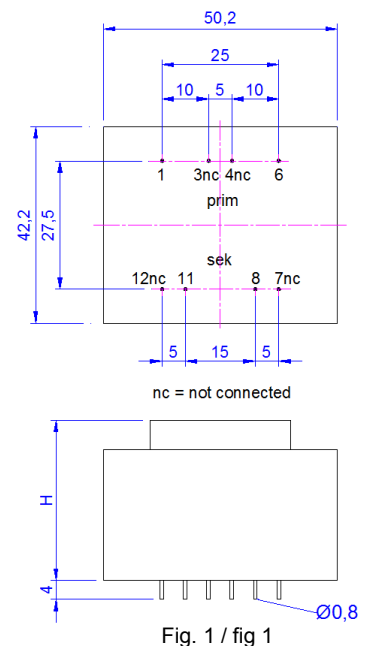 50,2
25
10 5 10
1 3nc 4nc 6
prim
42,2
27,5
sek
12nc 11 8 7nc
5 15 5
nc = not connected
H
4
Ø0,8
Fig. 1 / fig 1